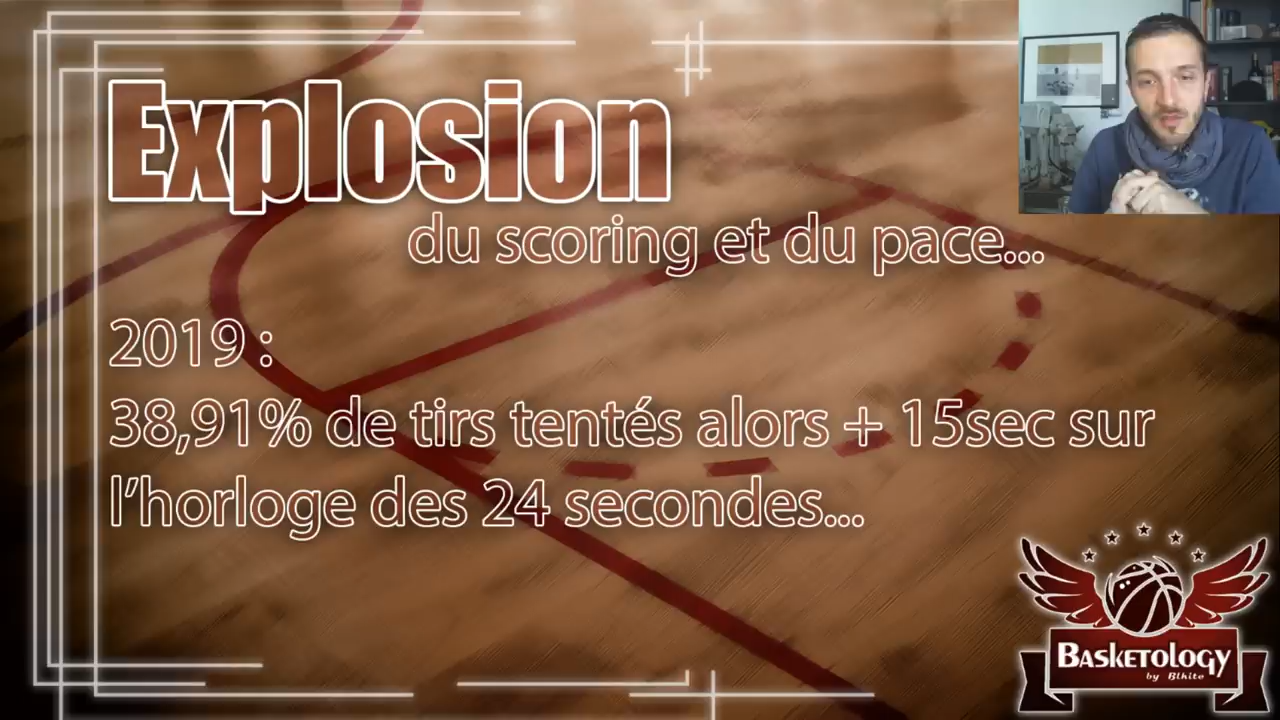 Explosion
du scoring et du pace...
2019 :
38,91% de tirs tentés alors + 15sec sur
l'horloge des 24 secondes...
Basketology
by Blkite